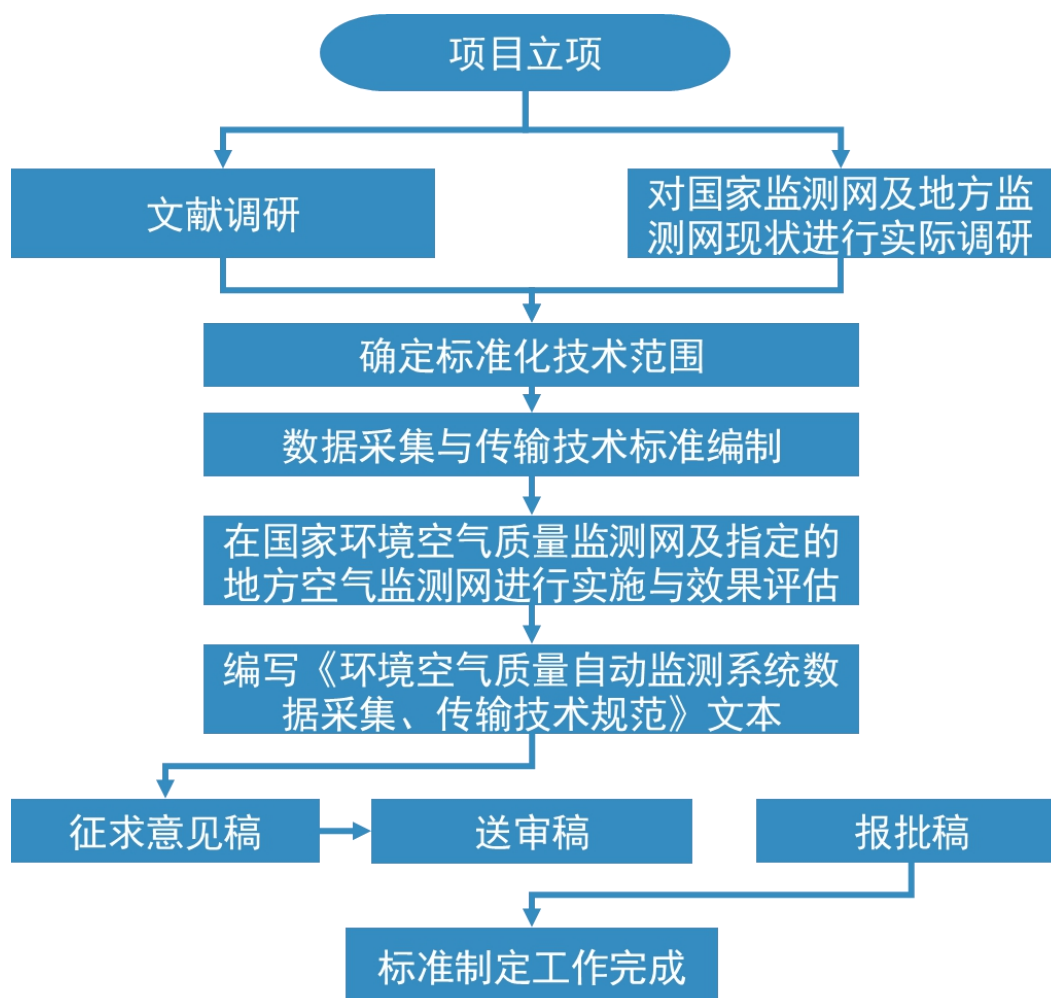 项目立项
文献调研
对国家监测网及地方监
测网现状进行实际调研
确定标准化技术范围
数据采集与传输技术标准编制
在国家环境空气质量监测网及指定的
地方空气监测网进行实施与效果评估
编写《环境空气质量自动监测系统数
据采集、传输技术规范》文本
征求意见稿
送审稿
报批稿
标准制定工作完成